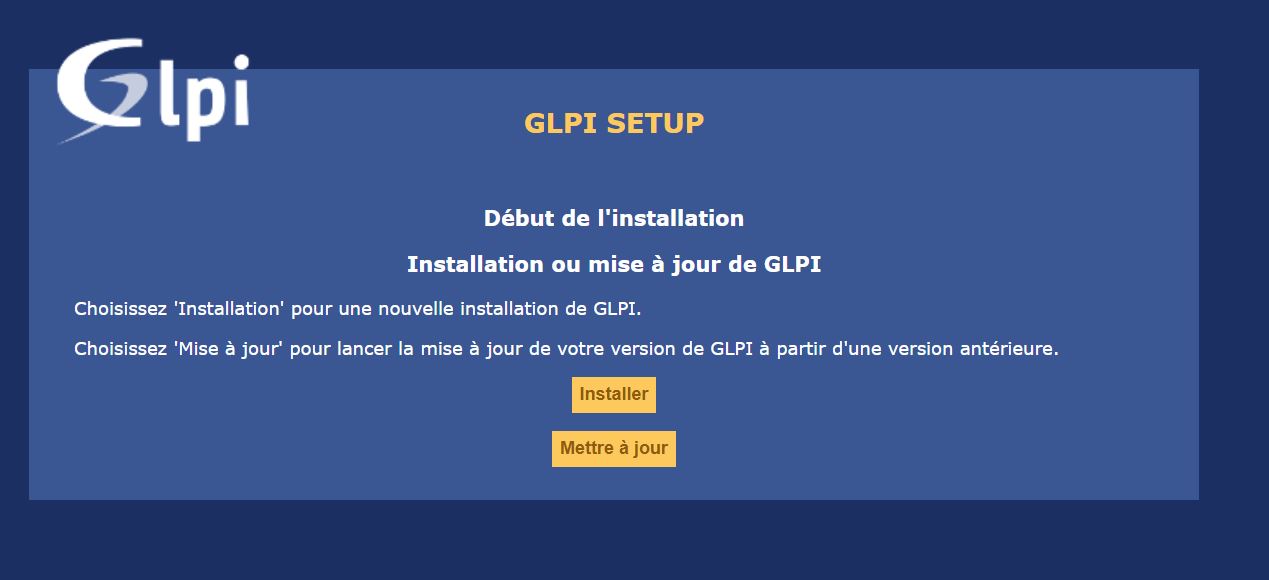 Glpi
GLPI SETUP
Début de l'installation
Installation ou mise à jour de GLPI
Choisissez 'Installation' pour une nouvelle installation de GLPI.
Choisissez 'Mise à jour' pour lancer la mise à jour de votre version de GLPI à partir d'une version antérieure.
Installer
Mettre à jour